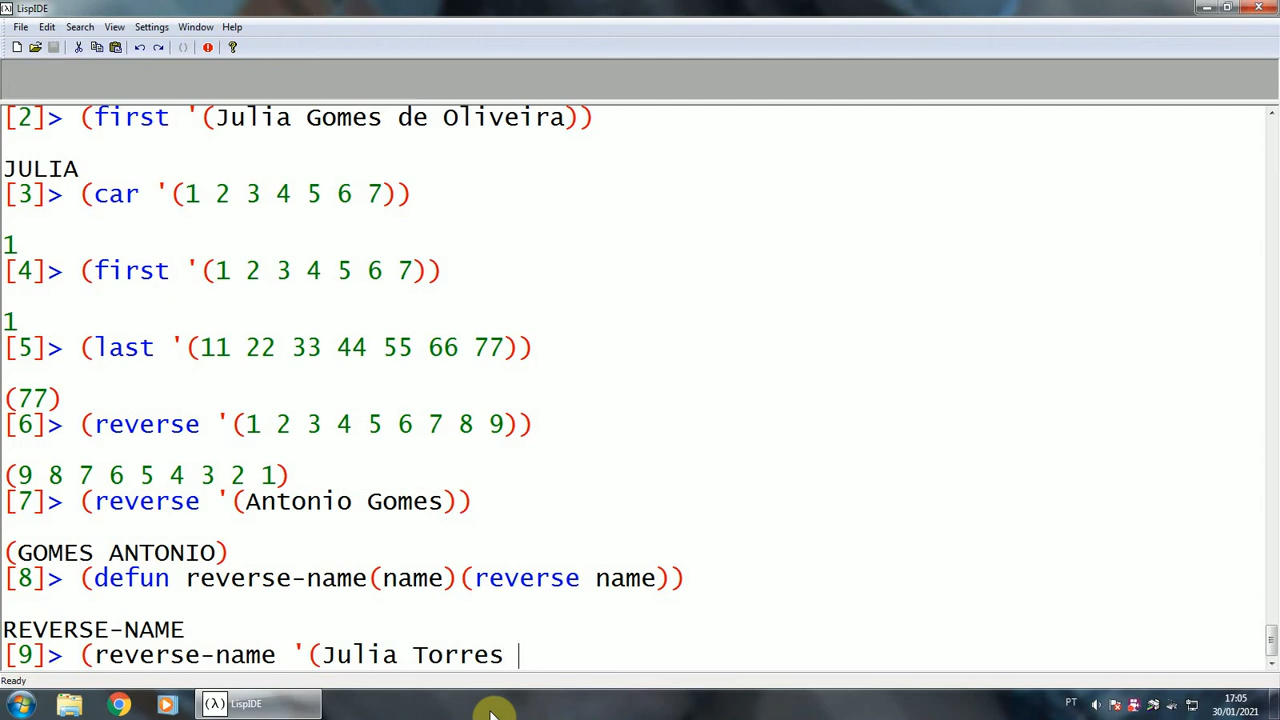 LispIDE
File Edit Search View Settings Window Help
[2]> (first '(Julia Gomes de Oliveira))
JULIA
[3]> (car '(1 2 3 4 5 6 7))
1
[4]> (first '(1 2 3 4 5 6 7))
1
[5]> (last '(11 22 33 44 55 66 77))
(77)
[6]> (reverse '(1 2 3 4 5 6 7 8 9))
(9 8 7 6 5 4 3 2 1)
[7]> (reverse '(Antonio Gomes))
(GOMES ANTONIO)
[8]> (defun reverse-name(name)(reverse name))
REVERSE-NAME
[9]> (reverse-name '(Julia Torres
Ready
(λ) LispIDE
PT
17:05
30/01/2021